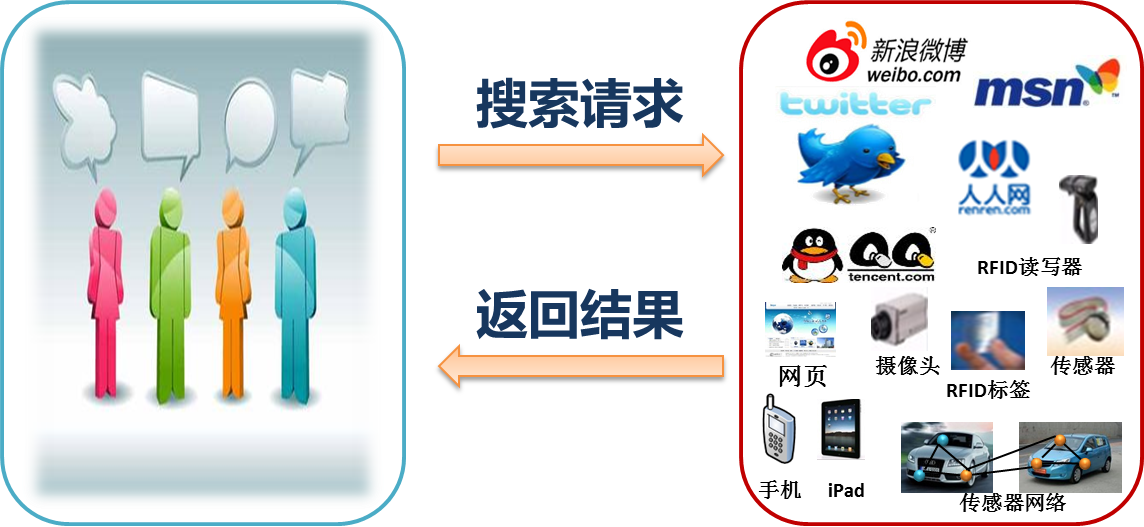 搜索请求
返回结果
新浪微博
weibo.com
msn
twitter
人人网
renren.com
RFID读写器
QQ
tencent.com
网页
摄像头
RFID标签
传感器
手机
iPad
传感器网络